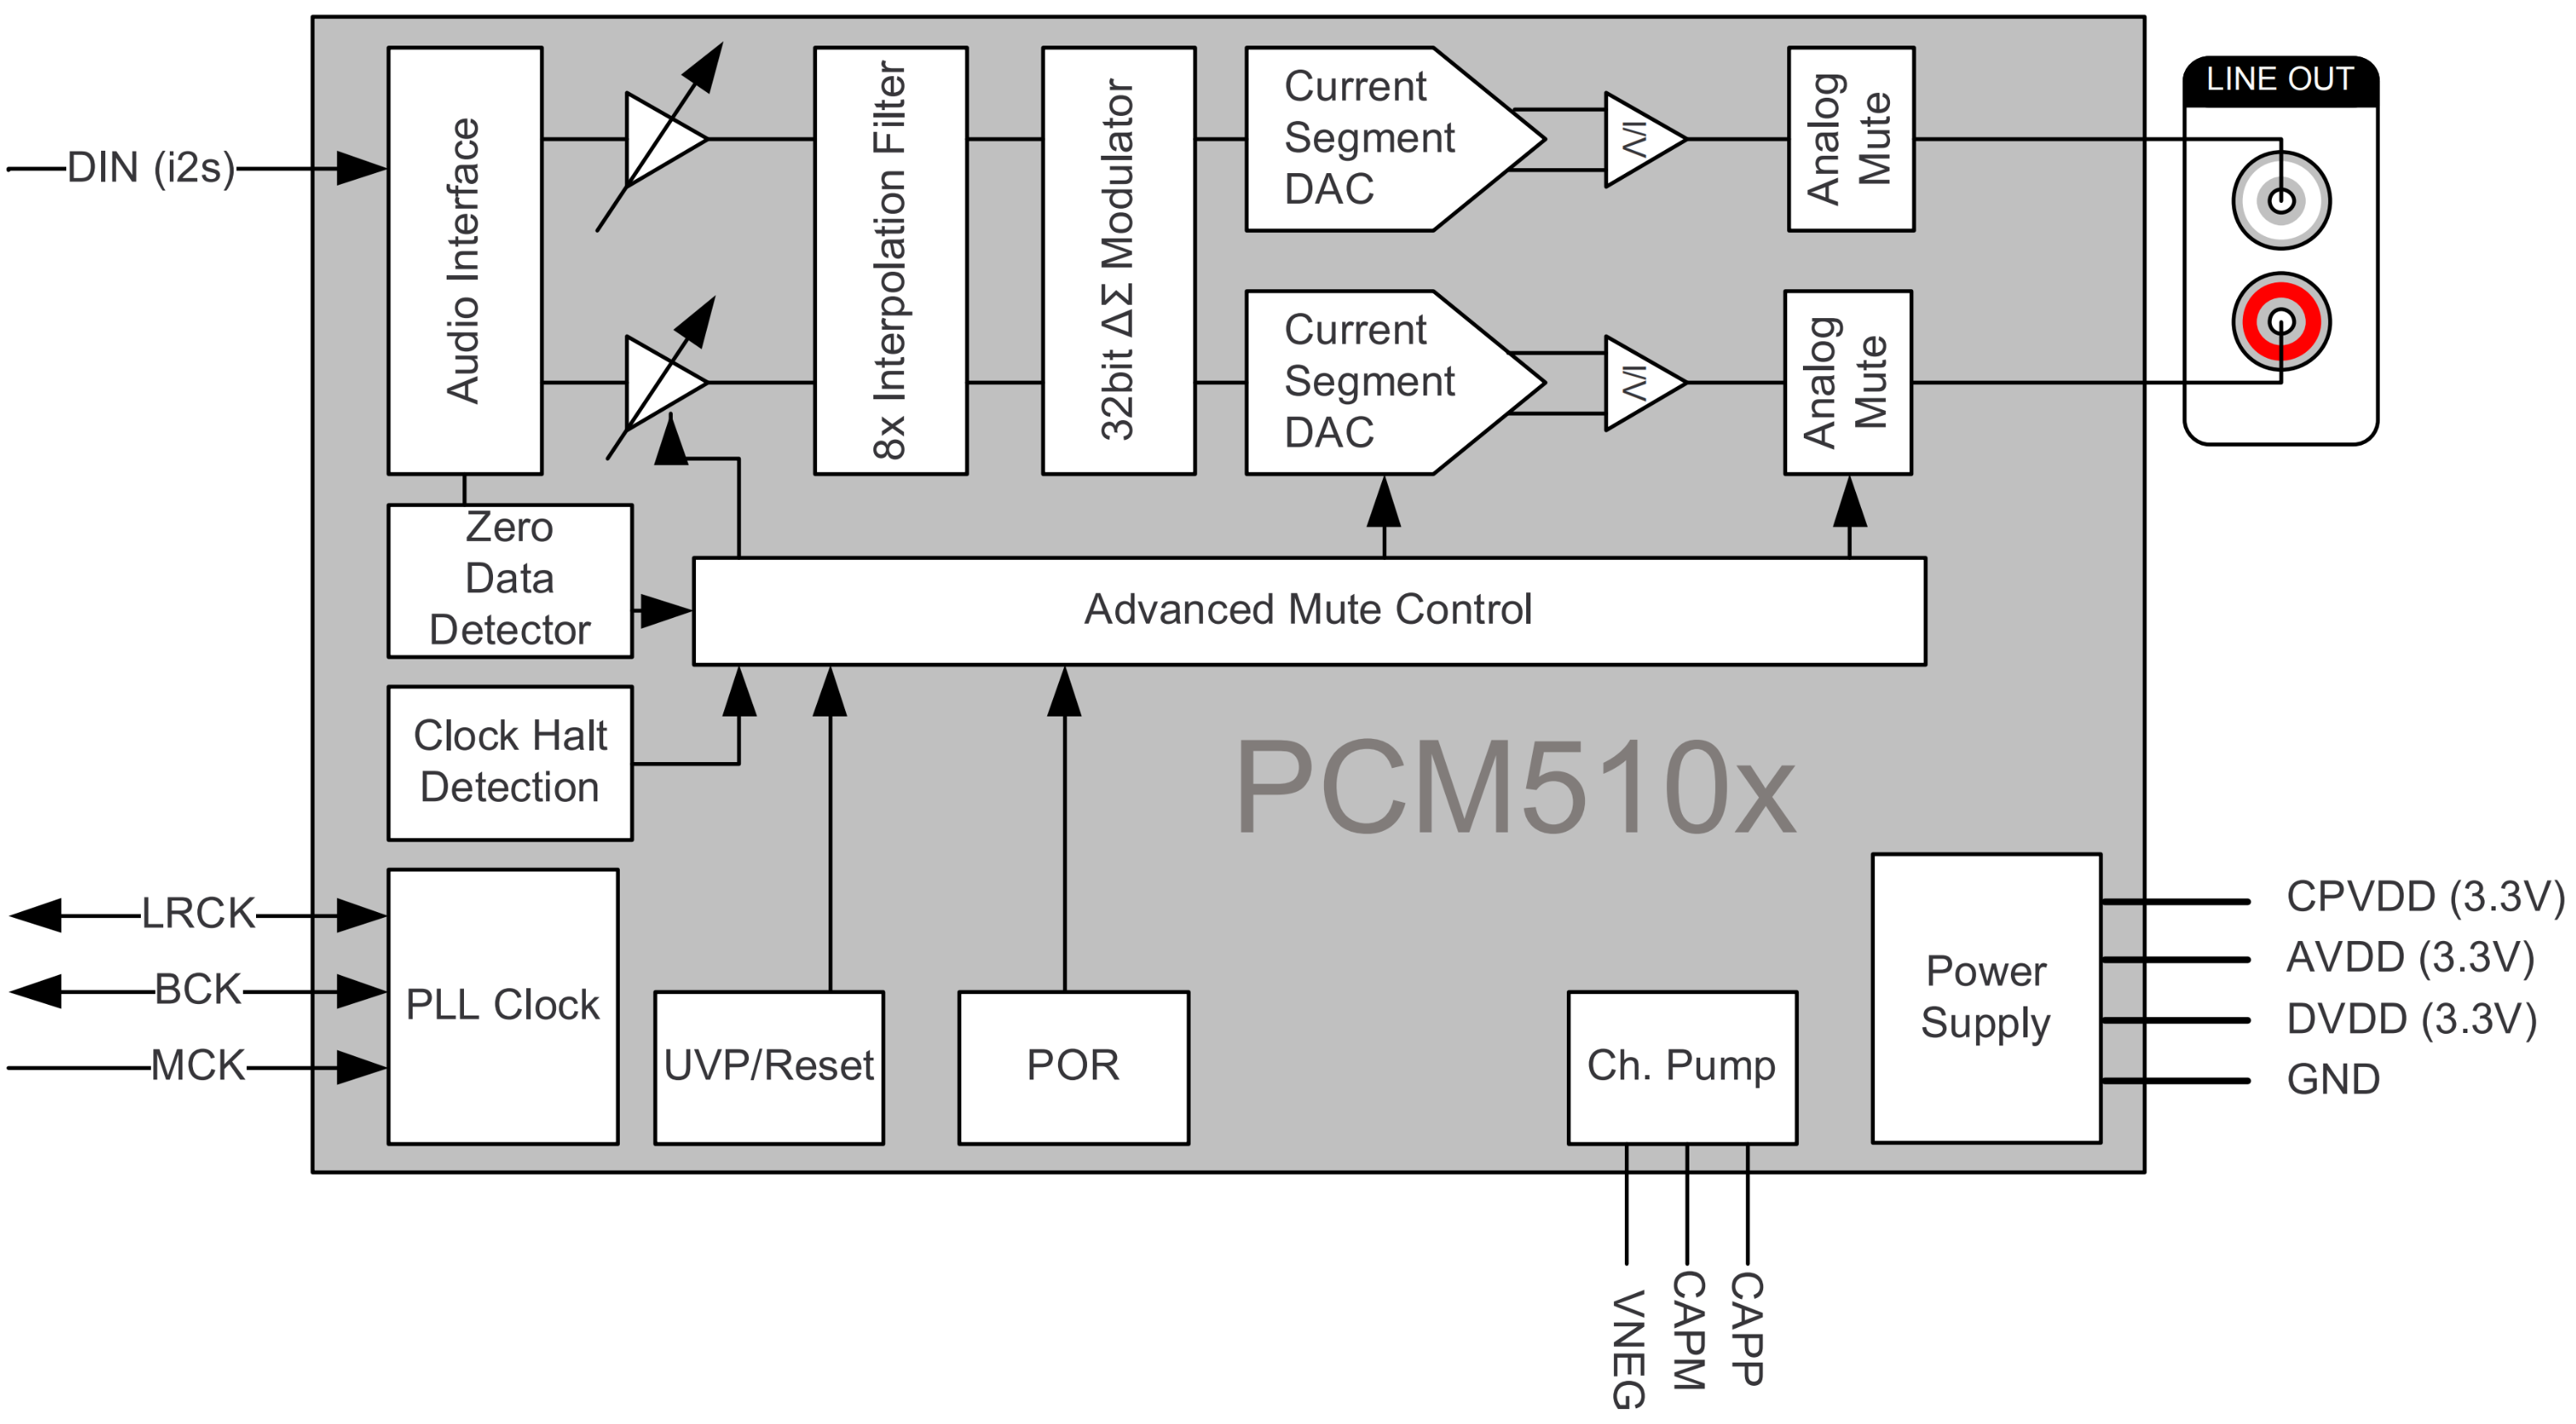 LINE OUT
DIN (i2s)
Audio Interface
8x Interpolation Filter
32bit ΔΣ Modulator
Current
Segment
DAC
I/V
Analog
Mute
Current
Segment
DAC
I/V
Analog
Mute
Zero
Data
Detector
Advanced Mute Control
Clock Halt
Detection
PCM510x
LRCK
BCK
MCK
PLL Clock
UVP/Reset
POR
Ch. Pump
Power
Supply
CPVDD (3.3V)
AVDD (3.3V)
DVDD (3.3V)
GND
VNEG
CAPM
CAPP